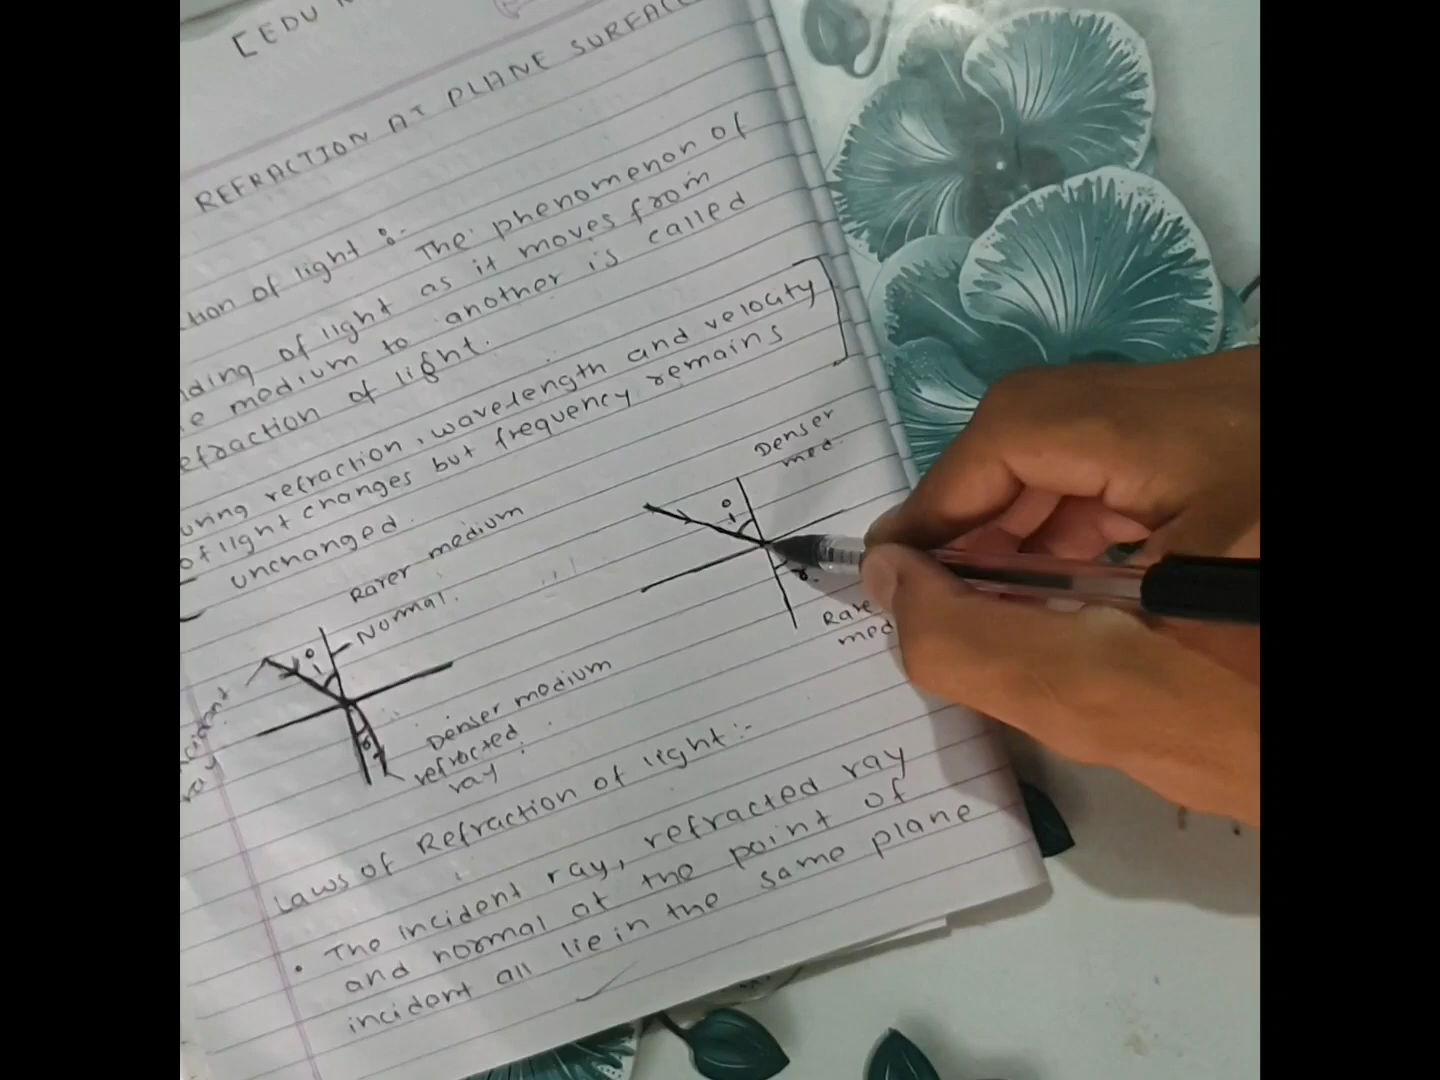 [EDU
REFRACTION AT PLANE SURFACE
tion of light :-
The phenomenon of
nding of light as it moves from
e medium to another is called
efraction of light.
uring refraction, wavelength and velocity
of light changes but frequency remains
unchanged.
Rarer medium
Normal.
i
Denser medium
refracted
ray
ray
Denser
med.
i
r
Rare
med
Laws of Refraction of light :-
• The incident ray, refracted ray
and normal at the point of
incident all lie in the same plane